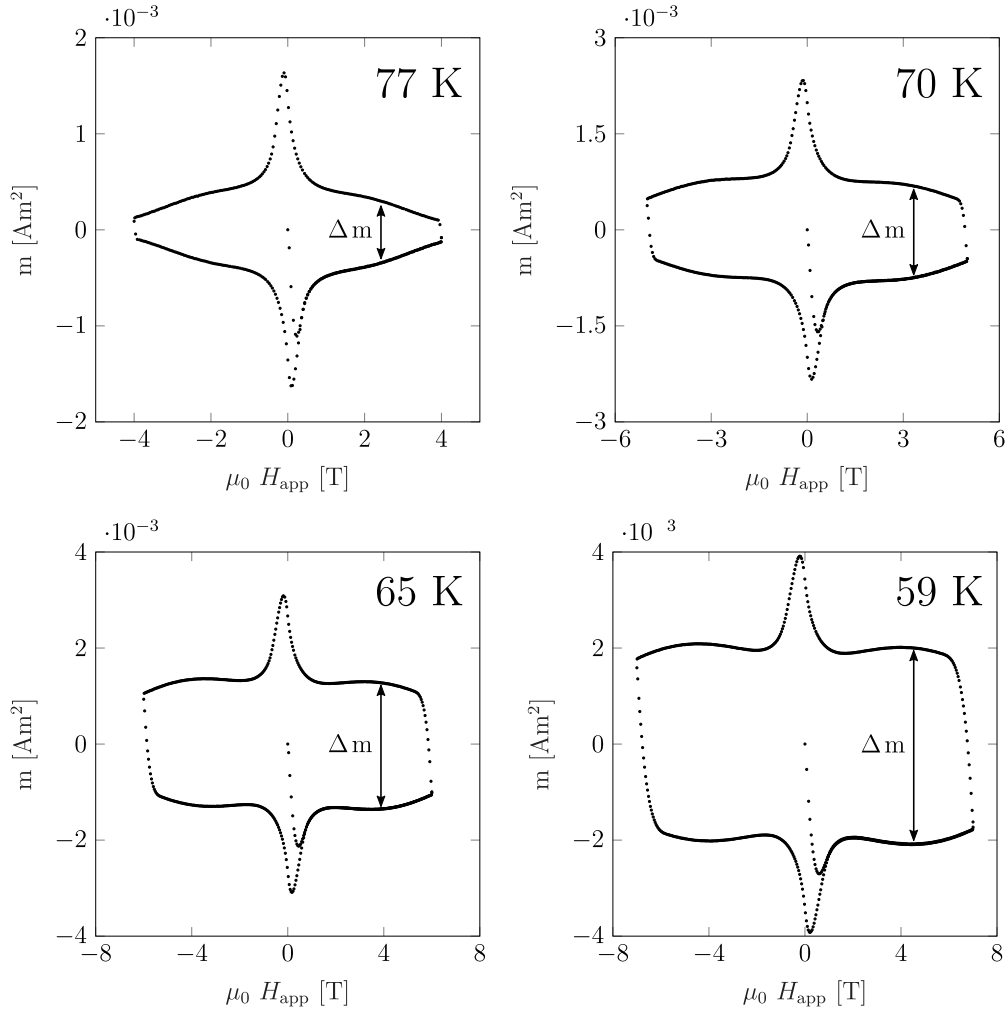 ·10⁻³
2
1
0
−1
−2
−4
−2
0
2
4
77 K
Δ m
m [Am²]
μ₀ H_app [T]
·10⁻³
3
1.5
0
−1.5
−3
−6
−3
0
3
6
70 K
Δ m
m [Am²]
μ₀ H_app [T]
·10⁻³
4
2
0
−2
−4
−8
−4
0
4
8
65 K
Δ m
m [Am²]
μ₀ H_app [T]
·10 ³
4
2
0
−2
−4
−8
−4
0
4
8
59 K
Δ m
m [Am²]
μ₀ H_app [T]